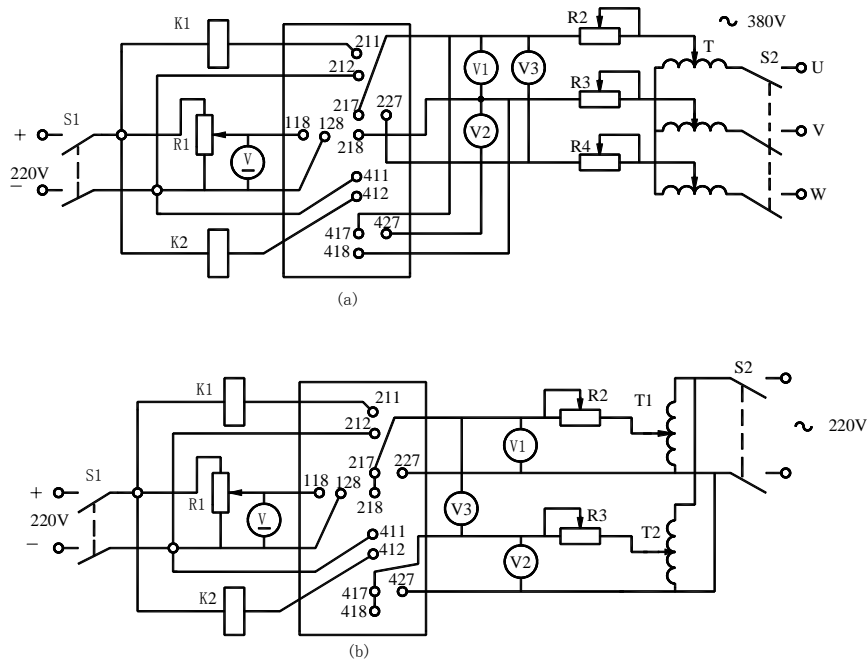 K1
211
R2
~ 380V
212
V1
V3
T
S2
U
S1
217
227
R3
+
R1
118
128
V2
V
218
V
220V
R4
−
411
412
W
K2
417
427
418
(a)
K1
211
R2
T1
S2
212
V1
~ 220V
S1
217
227
+
R1
118
128
V3
220V
218
R3
V
411
T2
−
412
V2
K2
417
427
418
(b)